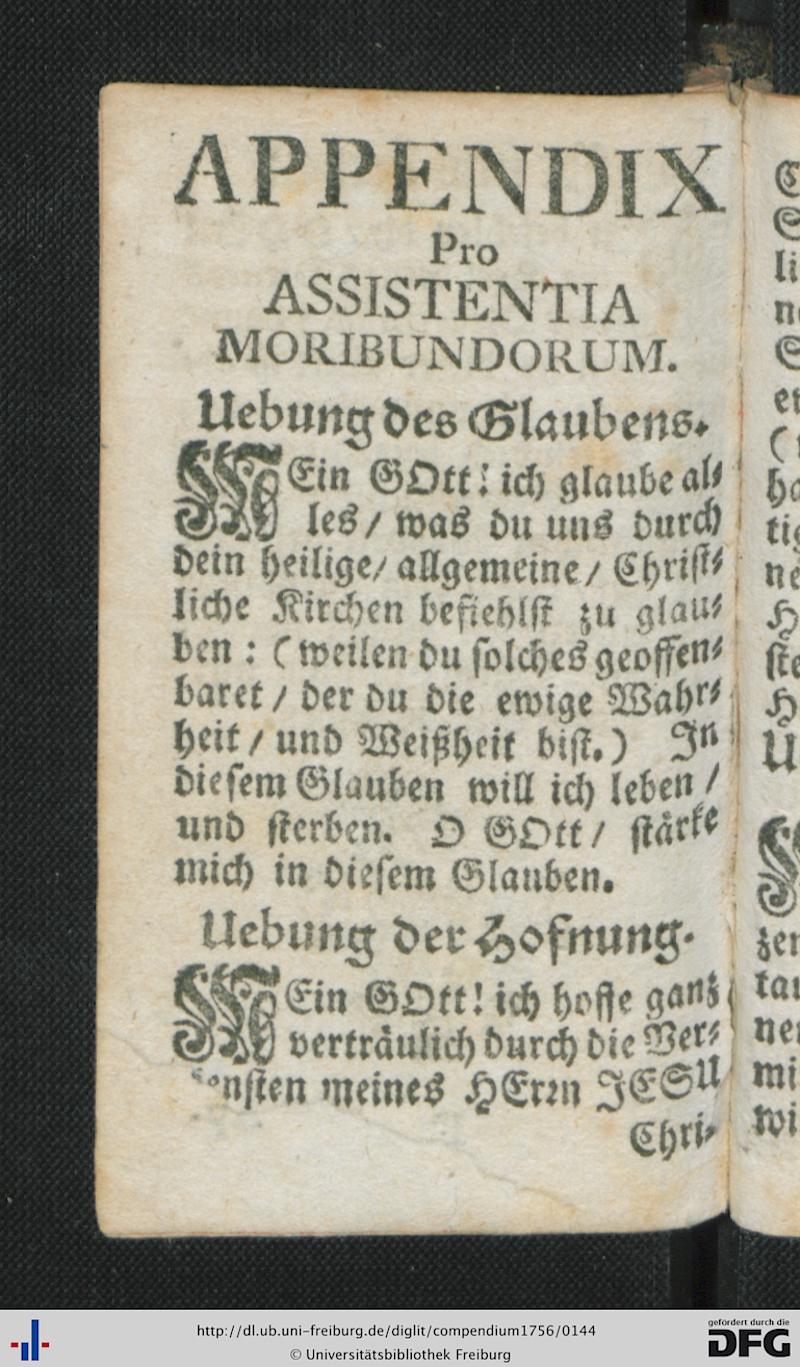 APPENDIX
Pro
ASSISTENTIA
MORIBUNDORUM.
Uebung des Glaubens.
MEin GOtt! ich glaube al⸗
les / was du uns durch
dein heilige / allgemeine / Christ⸗
liche Kirchen befiehlst zu glau⸗
ben : ( weilen du solches geoffen⸗
baret / der du die ewige Wahr⸗
heit / und Weißheit bist.) In
diesem Glauben will ich leben /
und sterben. O GOtt / stärke
mich in diesem Glauben.
Uebung der Hofnung.
MEin GOtt! ich hoffe ganz
verträulich durch die Ver⸗
nsten meines HErrn JESU
Chri⸗
http://dl.ub.uni-freiburg.de/diglit/compendium1756/0144
© Universitätsbibliothek Freiburg
gefördert durch die
DFG